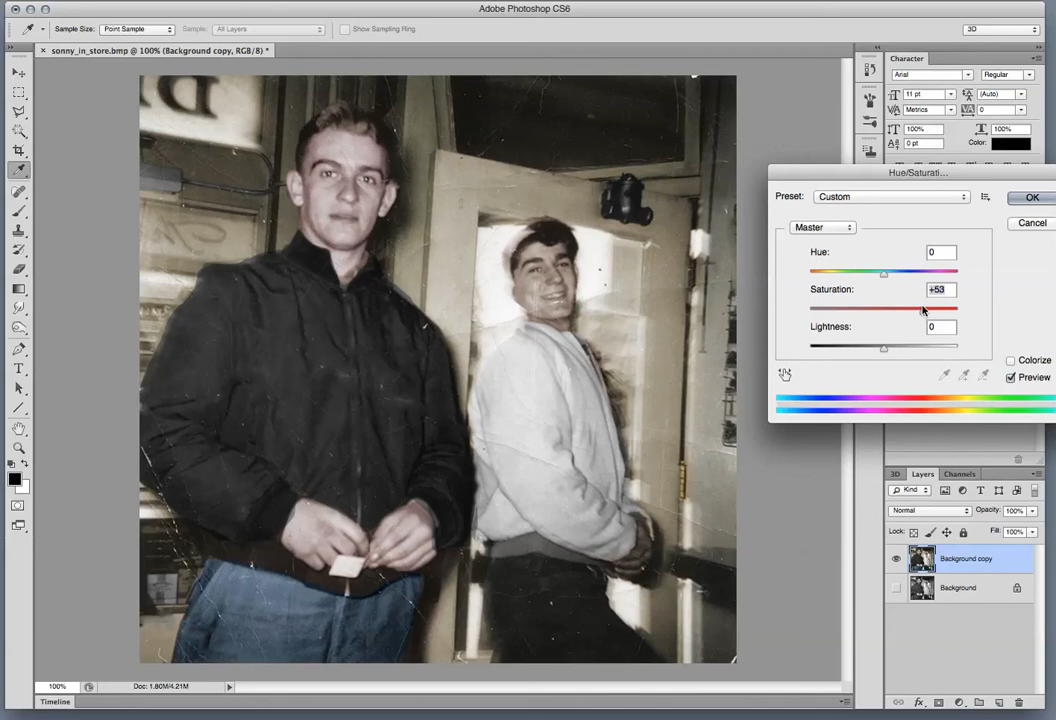 Adobe Photoshop CS6
Sample Size: Point Sample Sample: All Layers Show Sampling Ring 3D
× sonny_in_store.bmp @ 100% (Background copy, RGB/8) *
Character
Arial Regular
11 pt (Auto)
Metrics 0
100% 100%
0 pt Color:
Hue/Saturati...
Preset: Custom OK
Cancel
Master
Hue: 0
Saturation: +53
Lightness: 0
Colorize
Preview
3D Layers Channels
Kind
Normal Opacity: 100%
Lock: Fill: 100%
Background copy
Background
100% Doc: 1.80M/4.21M
Timeline